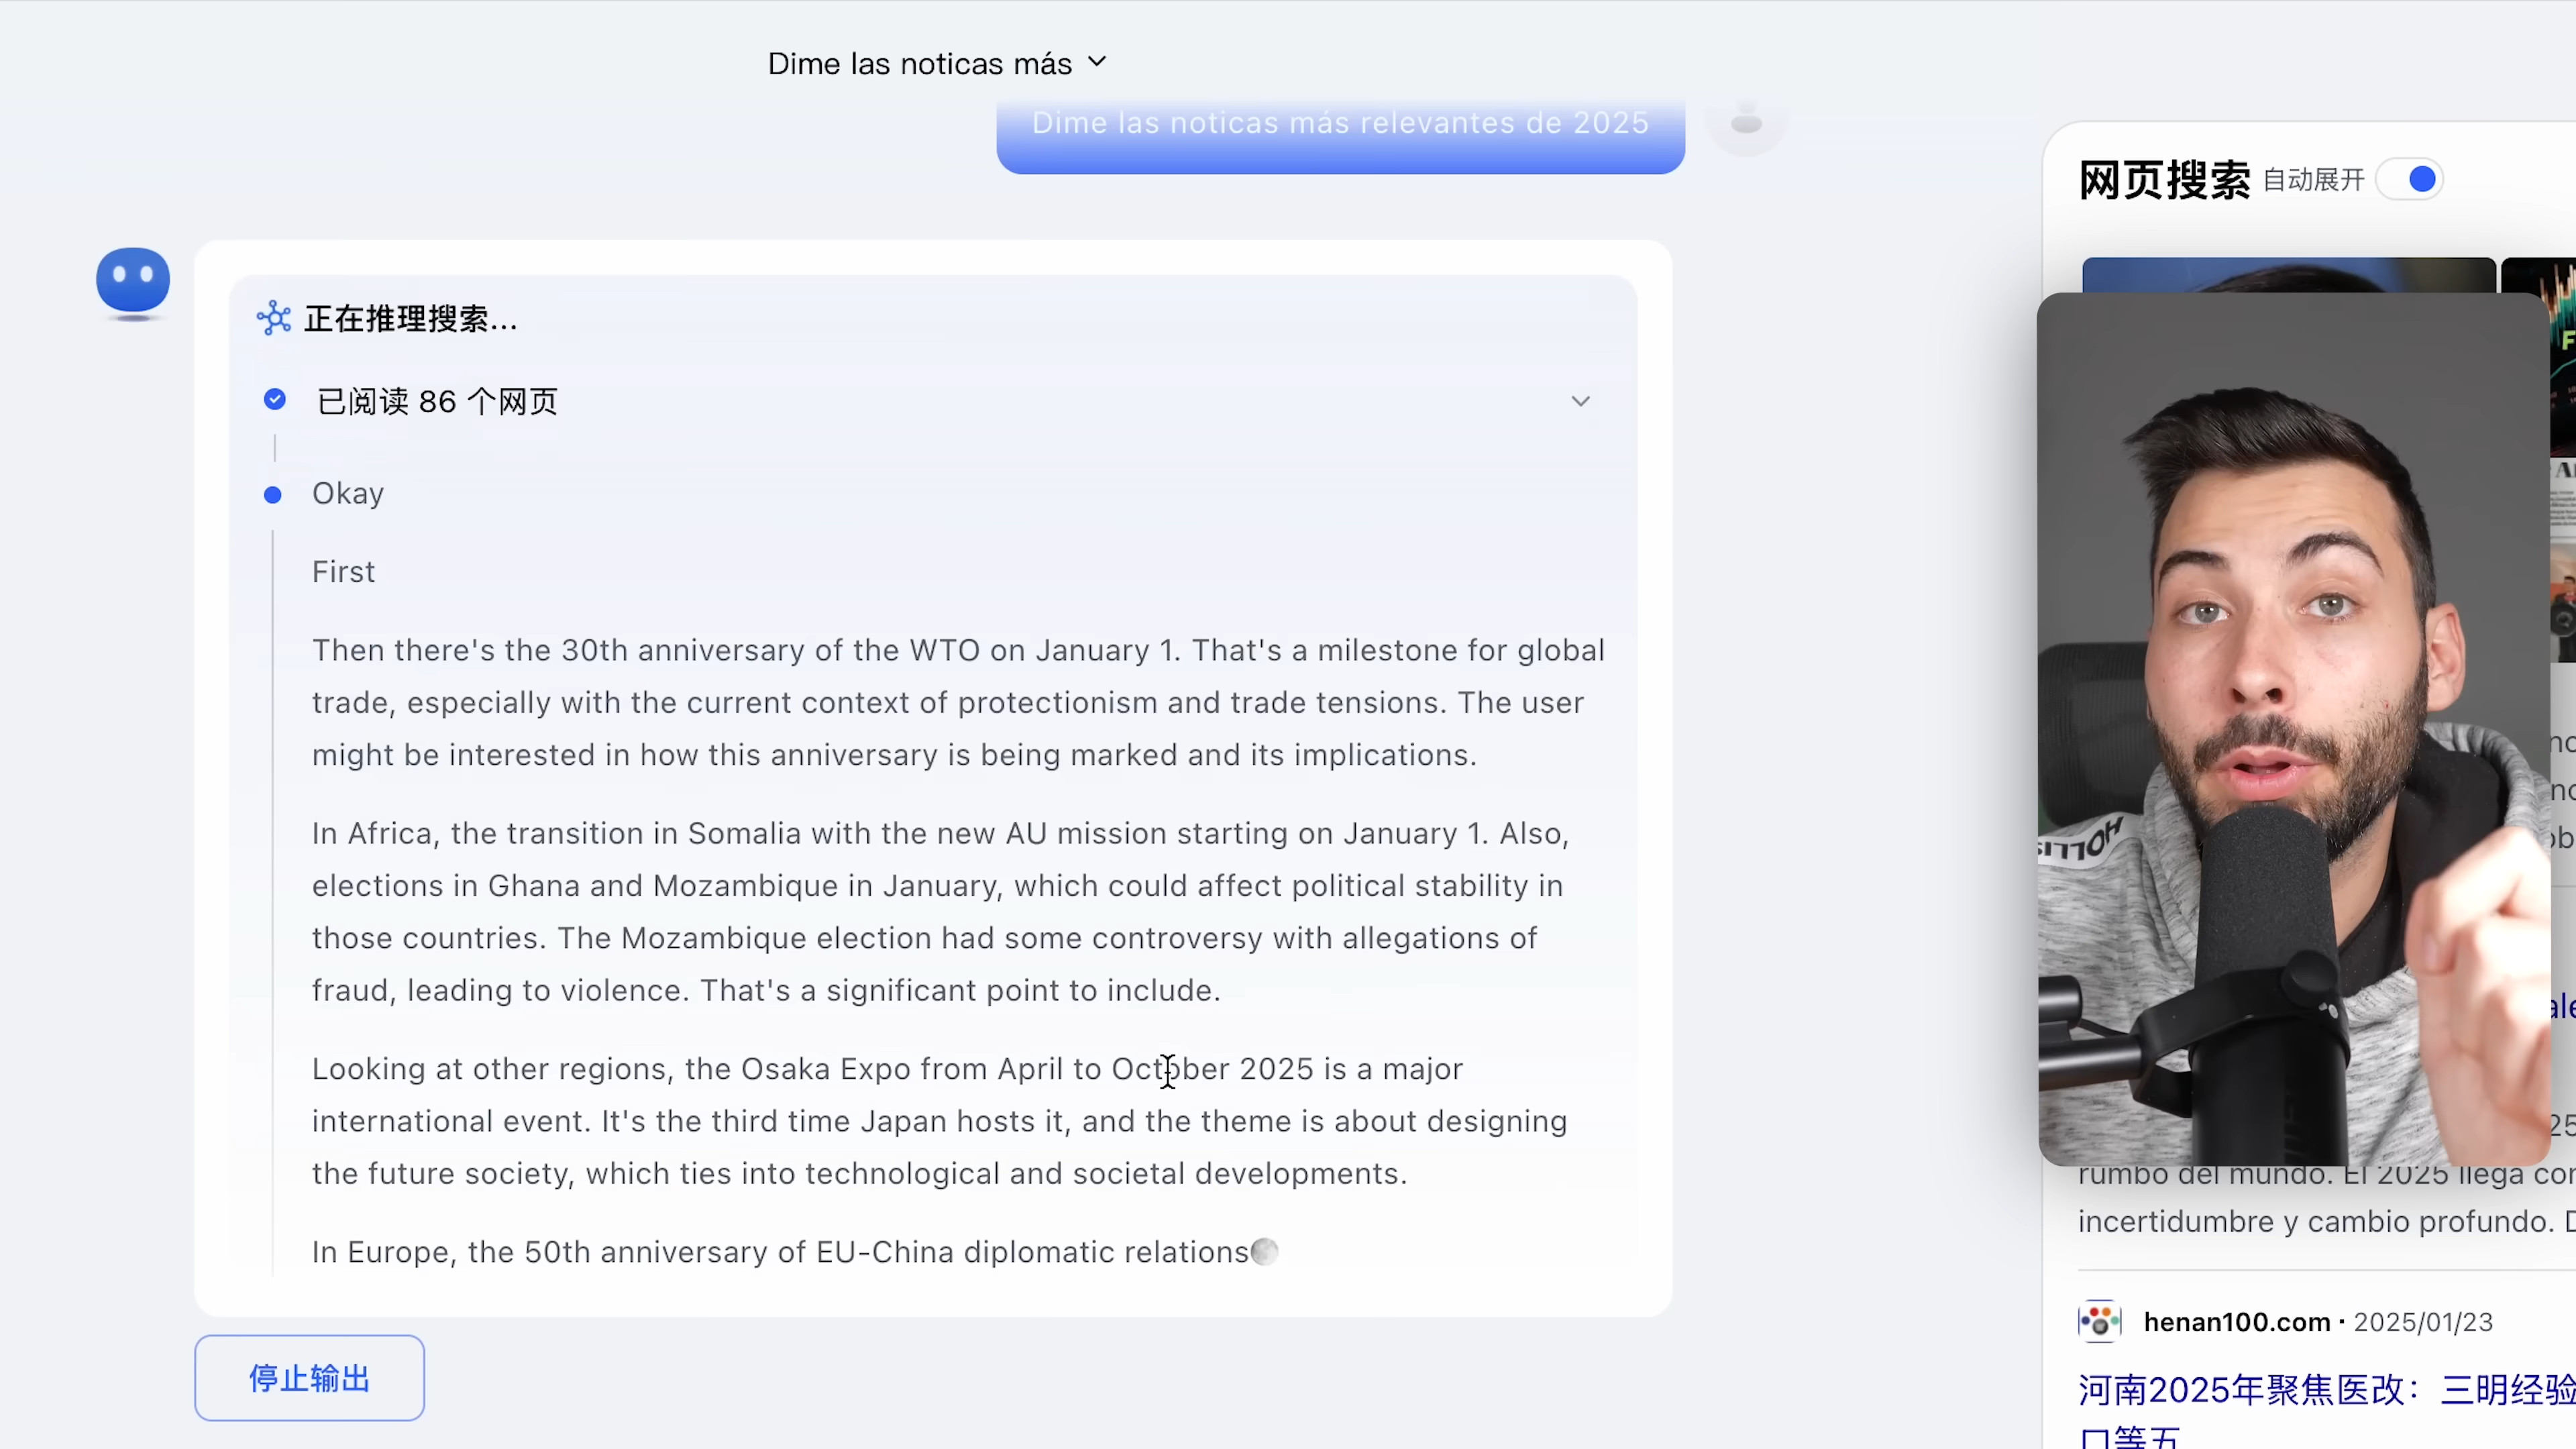 Dime las noticas más
Dime las noticas más relevantes de 2025
正在推理搜索...
已阅读 86 个网页
Okay
First
Then there's the 30th anniversary of the WTO on January 1. That's a milestone for global
trade, especially with the current context of protectionism and trade tensions. The user
might be interested in how this anniversary is being marked and its implications.
In Africa, the transition in Somalia with the new AU mission starting on January 1. Also,
elections in Ghana and Mozambique in January, which could affect political stability in
those countries. The Mozambique election had some controversy with allegations of
fraud, leading to violence. That's a significant point to include.
Looking at other regions, the Osaka Expo from April to October 2025 is a major
international event. It's the third time Japan hosts it, and the theme is about designing
the future society, which ties into technological and societal developments.
In Europe, the 50th anniversary of EU-China diplomatic relations
停止输出
网页搜索 自动展开
rumbo del mundo. El 2025 llega
incertidumbre y cambio profundo.
henan100.com · 2025/01/23
河南2025年聚焦医改：三明经验
口等五